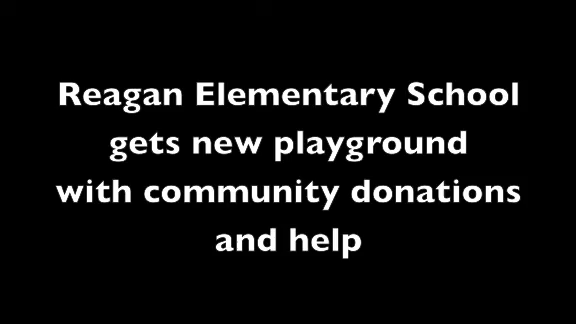 Reagan Elementary School
gets new playground
with community donations
and help